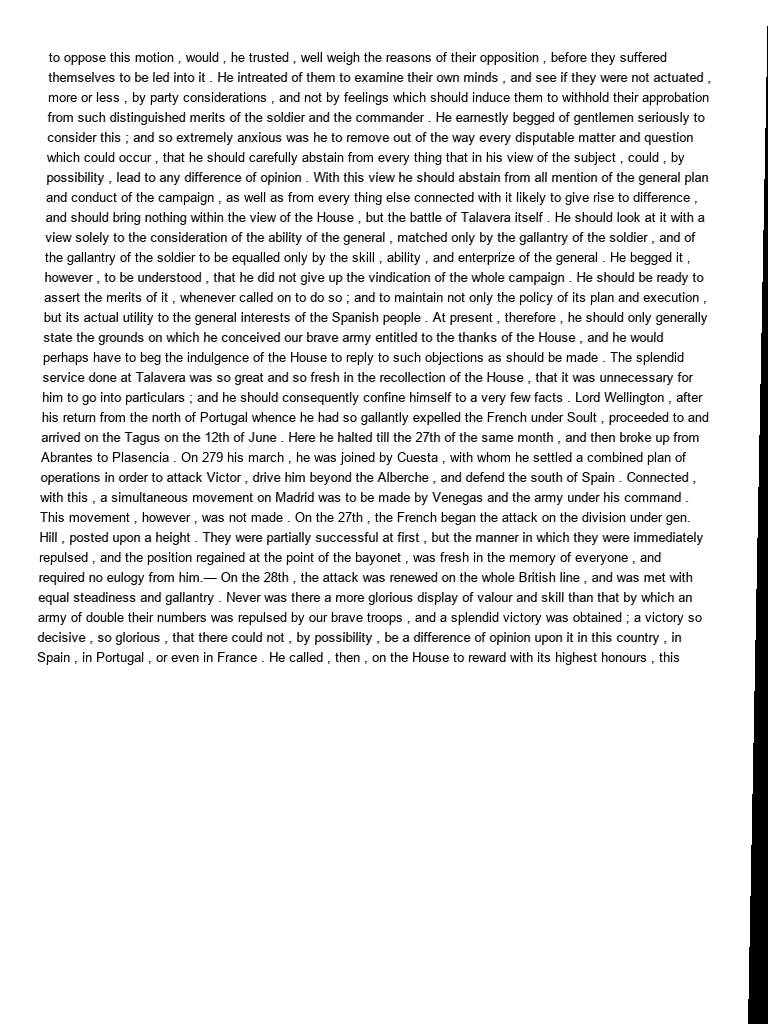 to oppose this motion , would , he trusted , well weigh the reasons of their opposition , before they suffered
themselves to be led into it . He intreated of them to examine their own minds , and see if they were not actuated ,
more or less , by party considerations , and not by feelings which should induce them to withhold their approbation
from such distinguished merits of the soldier and the commander . He earnestly begged of gentlemen seriously to
consider this ; and so extremely anxious was he to remove out of the way every disputable matter and question
which could occur , that he should carefully abstain from every thing that in his view of the subject , could , by
possibility , lead to any difference of opinion . With this view he should abstain from all mention of the general plan
and conduct of the campaign , as well as from every thing else connected with it likely to give rise to difference ,
and should bring nothing within the view of the House , but the battle of Talavera itself . He should look at it with a
view solely to the consideration of the ability of the general , matched only by the gallantry of the soldier , and of
the gallantry of the soldier to be equalled only by the skill , ability , and enterprize of the general . He begged it ,
however , to be understood , that he did not give up the vindication of the whole campaign . He should be ready to
assert the merits of it , whenever called on to do so ; and to maintain not only the policy of its plan and execution ,
but its actual utility to the general interests of the Spanish people . At present , therefore , he should only generally
state the grounds on which he conceived our brave army entitled to the thanks of the House , and he would
perhaps have to beg the indulgence of the House to reply to such objections as should be made . The splendid
service done at Talavera was so great and so fresh in the recollection of the House , that it was unnecessary for
him to go into particulars ; and he should consequently confine himself to a very few facts . Lord Wellington , after
his return from the north of Portugal whence he had so gallantly expelled the French under Soult , proceeded to and
arrived on the Tagus on the 12th of June . Here he halted till the 27th of the same month , and then broke up from
Abrantes to Plasencia . On 279 his march , he was joined by Cuesta , with whom he settled a combined plan of
operations in order to attack Victor , drive him beyond the Alberche , and defend the south of Spain . Connected ,
with this , a simultaneous movement on Madrid was to be made by Venegas and the army under his command .
This movement , however , was not made . On the 27th , the French began the attack on the division under gen.
Hill , posted upon a height . They were partially successful at first , but the manner in which they were immediately
repulsed , and the position regained at the point of the bayonet , was fresh in the memory of everyone , and
required no eulogy from him.— On the 28th , the attack was renewed on the whole British line , and was met with
equal steadiness and gallantry . Never was there a more glorious display of valour and skill than that by which an
army of double their numbers was repulsed by our brave troops , and a splendid victory was obtained ; a victory so
decisive , so glorious , that there could not , by possibility , be a difference of opinion upon it in this country , in
Spain , in Portugal , or even in France . He called , then , on the House to reward with its highest honours , this